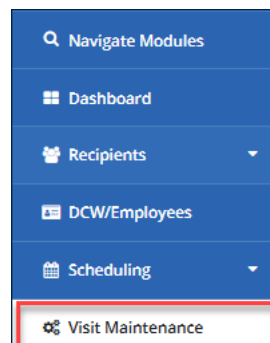 Navigate Modules
Dashboard
Recipients
DCW/Employees
Scheduling
Visit Maintenance